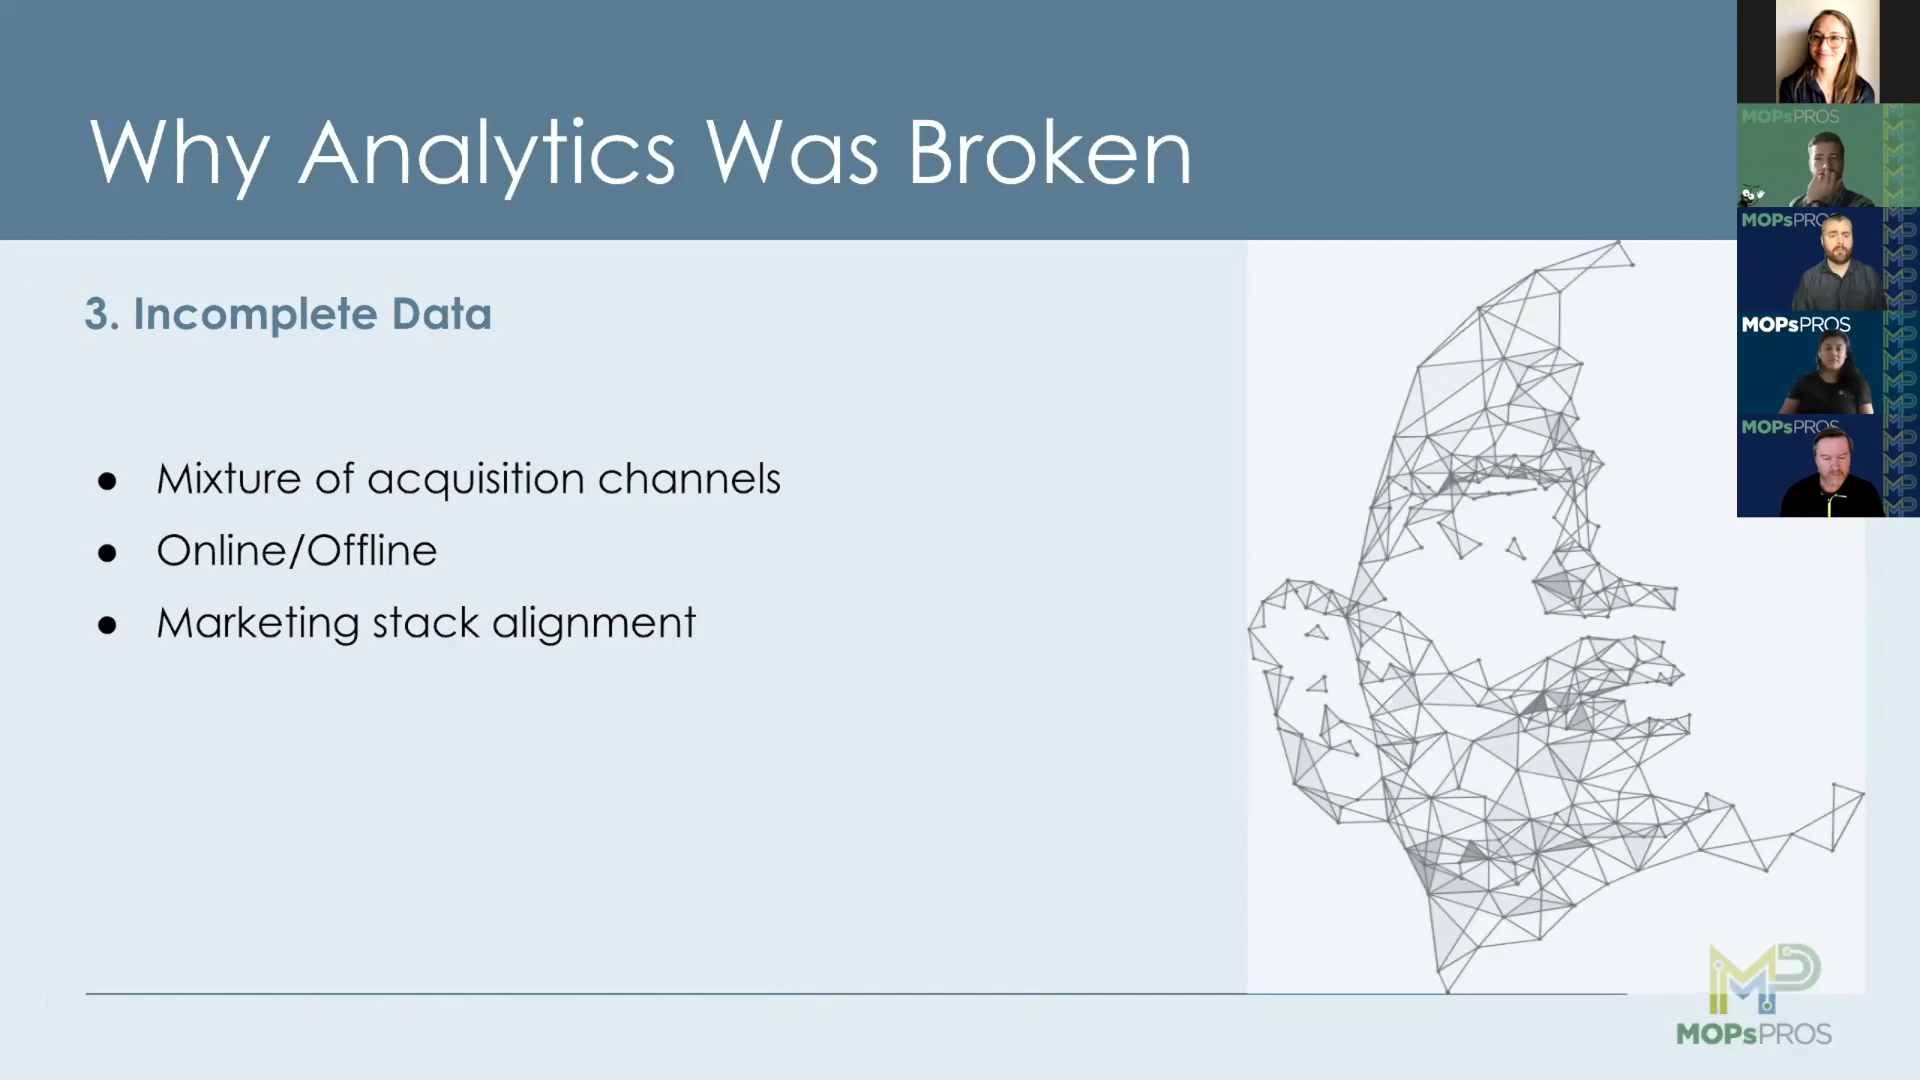 Why Analytics Was Broken
3. Incomplete Data
● Mixture of acquisition channels
● Online/Offline
● Marketing stack alignment
MOPsPROS
MOPsPROS
MOPsPROS
MOPsPROS
MP
MOPsPROS